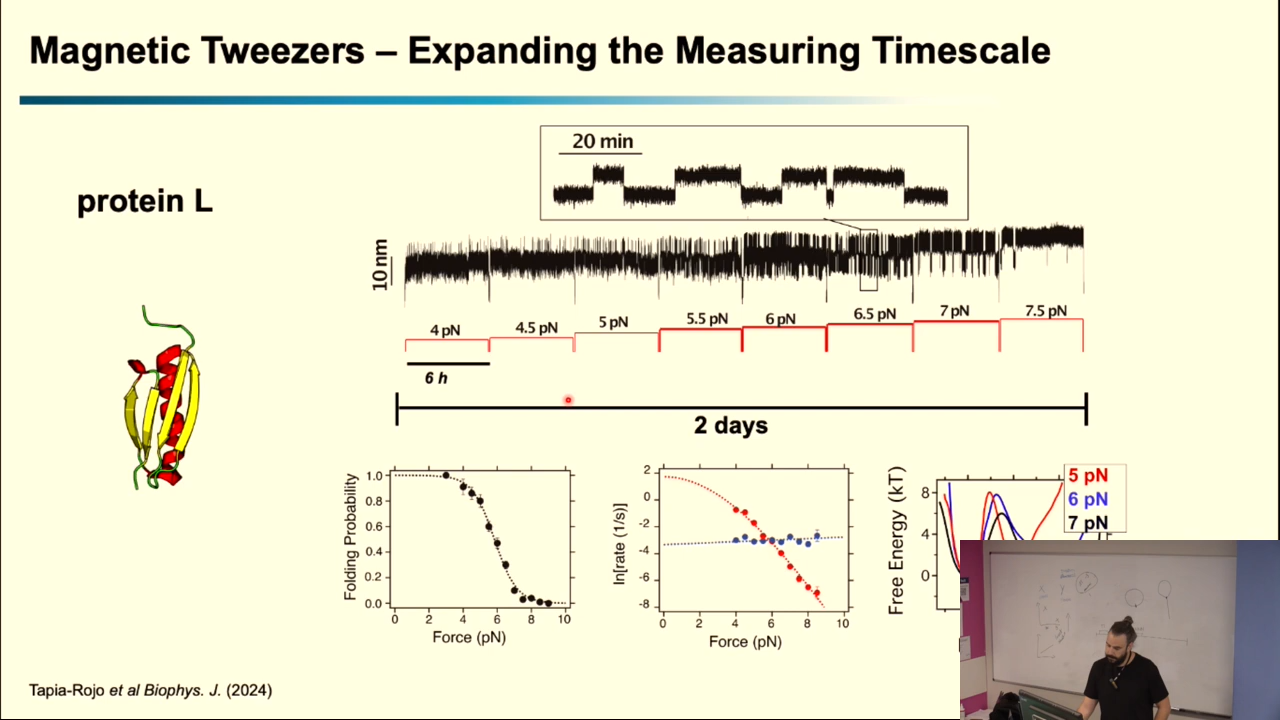 Magnetic Tweezers – Expanding the Measuring Timescale
protein L
20 min
10 nm
4 pN
4.5 pN
5 pN
5.5 pN
6 pN
6.5 pN
7 pN
7.5 pN
6 h
2 days
Folding Probability
1.0
0.8
0.6
0.4
0.2
0.0
0 2 4 6 8 10
Force (pN)
ln[rate (1/s)]
2
0
-2
-4
-6
-8
0 2 4 6 8 10
Force (pN)
Free Energy (kT)
8
4
0
5 pN
6 pN
7 pN
Tapia-Rojo et al Biophys. J. (2024)